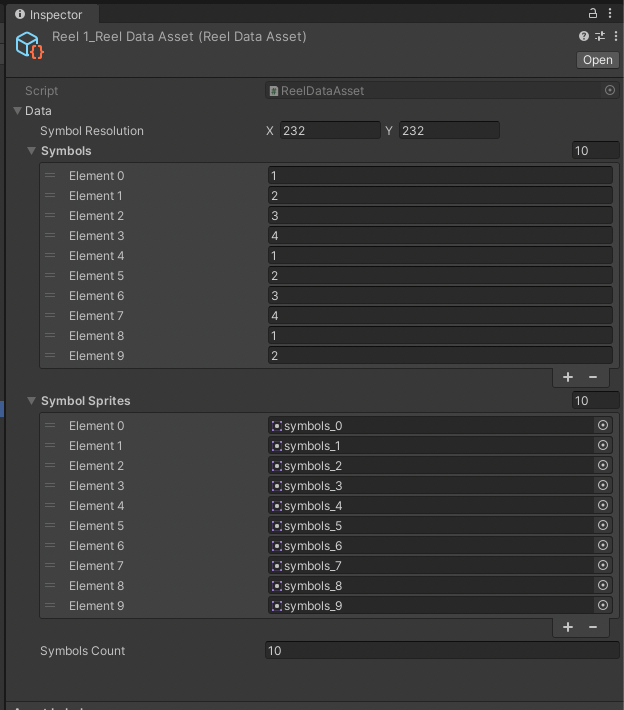 Inspector
Reel 1_Reel Data Asset (Reel Data Asset)
Open
Script ReelDataAsset
Data
Symbol Resolution X 232 Y 232
Symbols 10
Element 0 1
Element 1 2
Element 2 3
Element 3 4
Element 4 1
Element 5 2
Element 6 3
Element 7 4
Element 8 1
Element 9 2
+ −
Symbol Sprites 10
Element 0 symbols_0
Element 1 symbols_1
Element 2 symbols_2
Element 3 symbols_3
Element 4 symbols_4
Element 5 symbols_5
Element 6 symbols_6
Element 7 symbols_7
Element 8 symbols_8
Element 9 symbols_9
+ −
Symbols Count 10